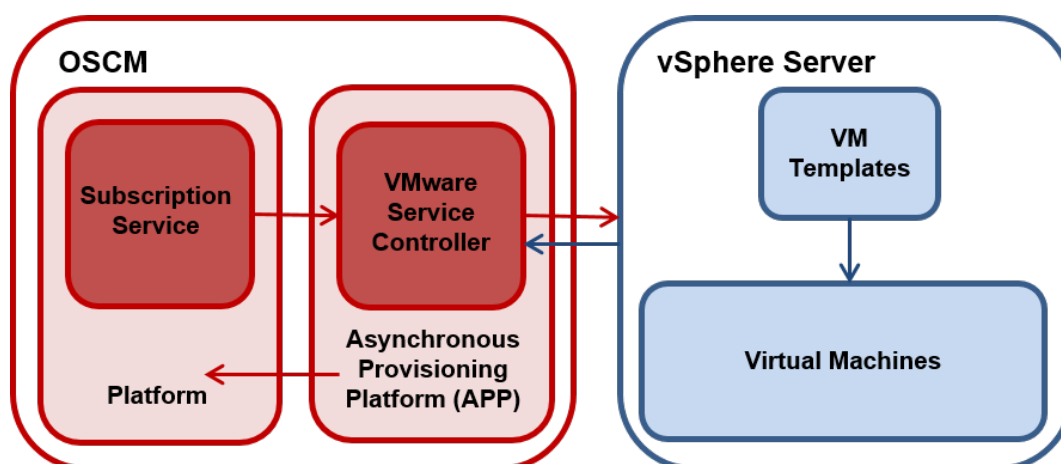 OSCM
Subscription
Service
Platform
VMware
Service
Controller
Asynchronous
Provisioning
Platform (APP)
vSphere Server
VM
Templates
Virtual Machines